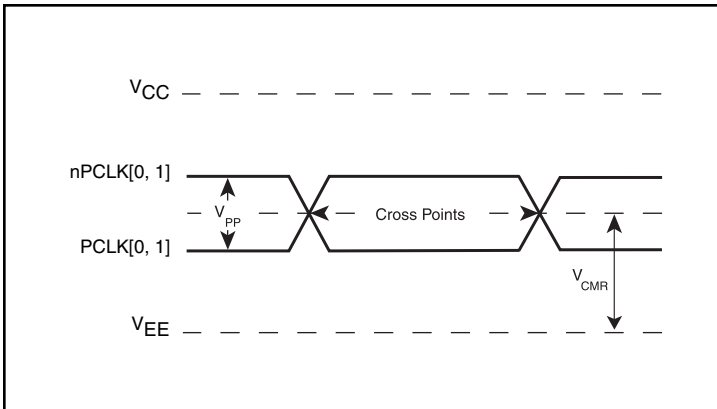 VCC
nPCLK[0, 1]
VPP
Cross Points
PCLK[0, 1]
VCMR
VEE